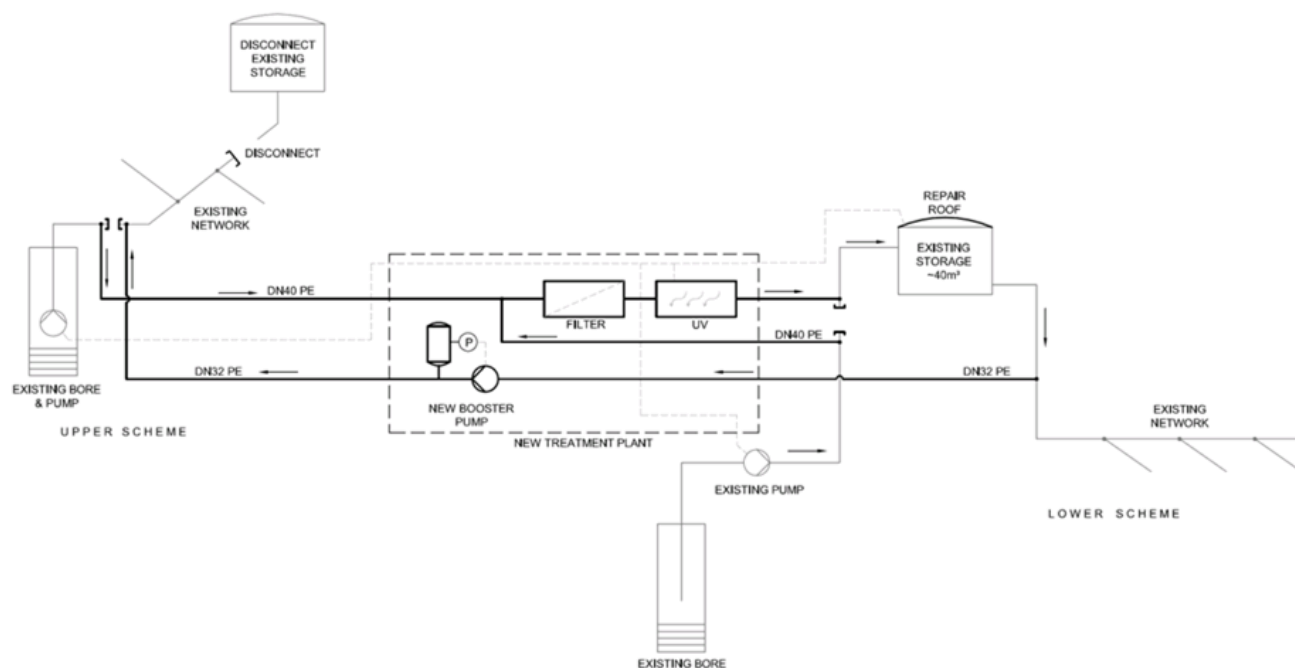 DISCONNECT
EXISTING
STORAGE
DISCONNECT
EXISTING
NETWORK
REPAIR
ROOF
EXISTING
STORAGE
~40m³
DN40 PE
FILTER
UV
DN40 PE
P
DN32 PE
DN32 PE
EXISTING BORE
& PUMP
NEW BOOSTER
PUMP
UPPER SCHEME
NEW TREATMENT PLANT
EXISTING
NETWORK
EXISTING PUMP
LOWER SCHEME
EXISTING BORE